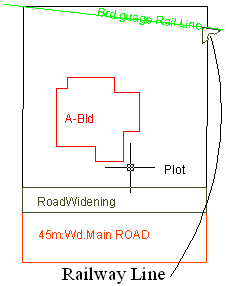 Brd.guage Rail Line
A-Bld
Plot
RoadWidening
45m.Wd.Main ROAD
Railway Line